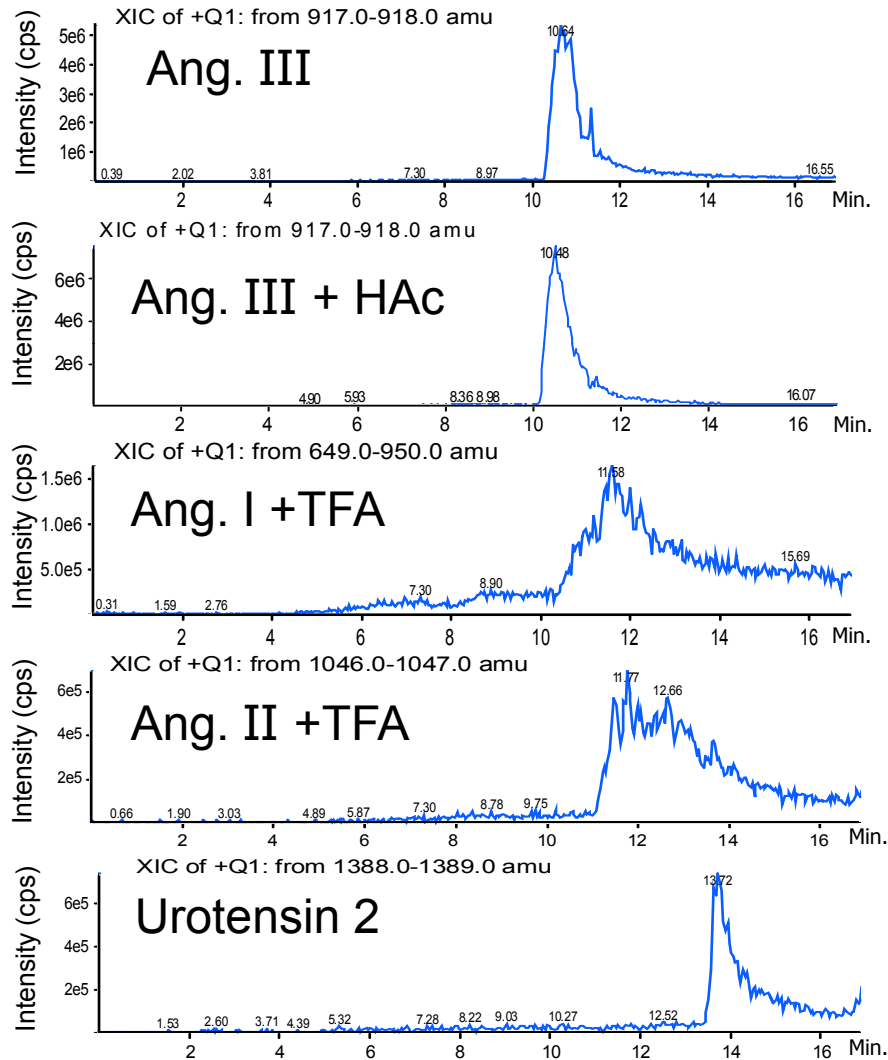 XIC of +Q1: from 917.0-918.0 amu
Intensity (cps)
5e6
4e6
3e6
2e6
1e6
Ang. III
10.64
0.39 2.02 3.81 7.30 8.97 16.55
2 4 6 8 10 12 14 16 Min.
XIC of +Q1: from 917.0-918.0 amu
Intensity (cps)
6e6
4e6
2e6
Ang. III + HAc
10.48
4.90 5.93 8.36 8.98 16.07
2 4 6 8 10 12 14 16 Min.
XIC of +Q1: from 649.0-950.0 amu
Intensity (cps)
1.5e6
1.0e6
5.0e5
Ang. I +TFA
11.58
0.31 1.59 2.76 7.30 8.90 15.69
2 4 6 8 10 12 14 16 Min.
XIC of +Q1: from 1046.0-1047.0 amu
Intensity (cps)
6e5
4e5
2e5
Ang. II +TFA
11.77 12.66
0.66 1.90 3.03 4.89 5.87 7.30 8.78 9.75
2 4 6 8 10 12 14 16 Min.
XIC of +Q1: from 1388.0-1389.0 amu
Intensity (cps)
6e5
4e5
2e5
Urotensin 2
13.72
1.53 2.60 3.71 4.39 5.32 7.28 8.22 9.03 10.27 12.52
2 4 6 8 10 12 14 16 Min.